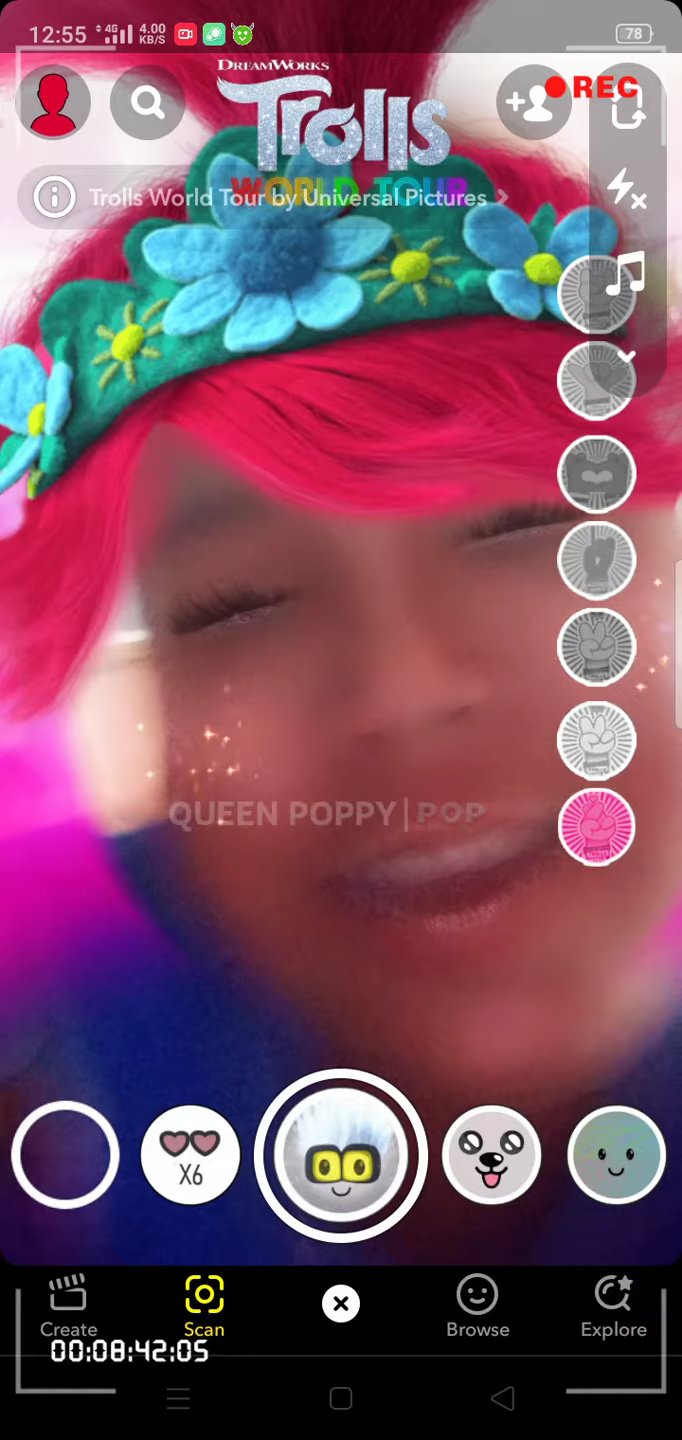 12:55 4G 4.00 KB/S 78
DREAMWORKS
REC
Trolls
WORLD TOUR
Trolls World Tour by Universal Pictures
QUEEN POPPY|POP
X6
Create Scan Browse Explore
00:08:42:05